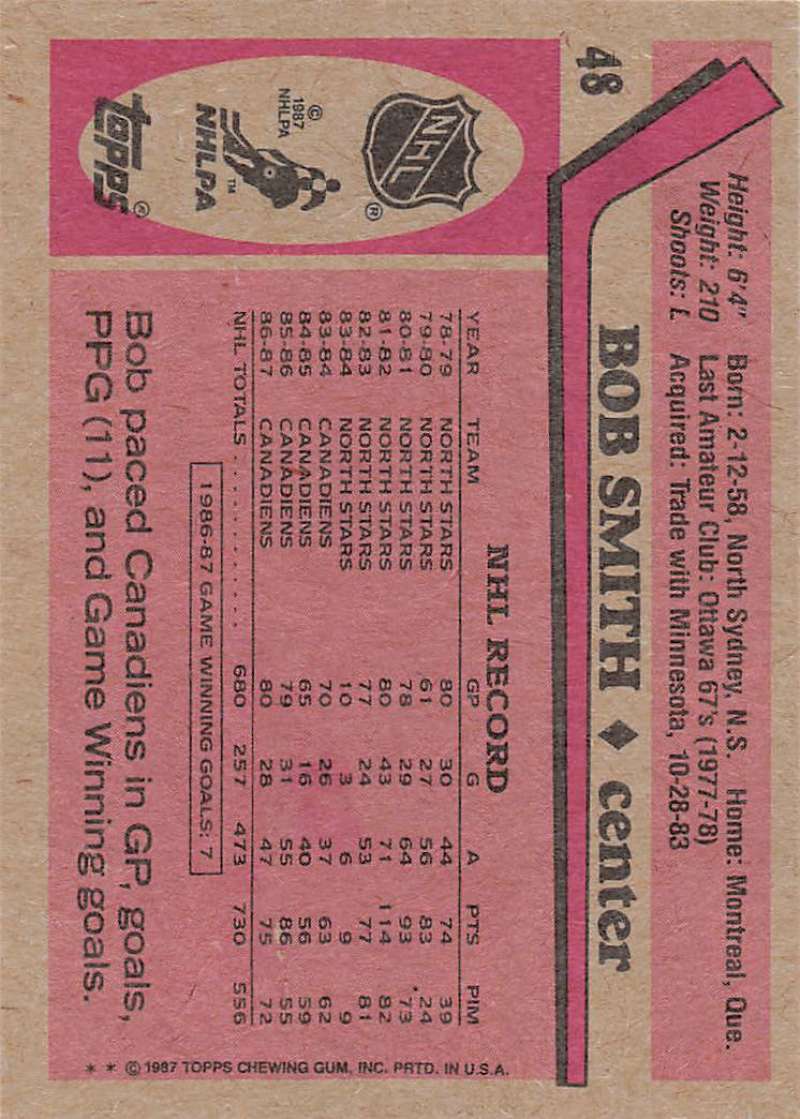 48
Height: 6'4" Born: 2-12-58, North Sydney, N.S. Home: Montreal, Que.
Weight: 210 Last Amateur Club: Ottawa 67's (1977-78)
Shoots: L Acquired: Trade with Minnesota, 10-28-83
BOB SMITH ♦ center
NHL ®
© 1987 NHLPA
NHLPA ™
topps ®
NHL RECORD
YEAR TEAM GP G A PTS PIM
78-79 NORTH STARS 80 30 44 74 39
79-80 NORTH STARS 61 27 56 83 24
80-81 NORTH STARS 78 29 64 93 73
81-82 NORTH STARS 80 43 71 114 82
82-83 NORTH STARS 77 24 53 77 81
83-84 NORTH STARS 10 3 6 9 9
83-84 CANADIENS 70 26 37 63 62
84-85 CANADIENS 65 16 40 56 59
85-86 CANADIENS 79 31 55 86 55
86-87 CANADIENS 80 28 47 75 72
NHL TOTALS . . . . . . . . . . . . 680 257 473 730 556
1986-87 GAME WINNING GOALS: 7
Bob paced Canadiens in GP, goals,
PPG (11), and Game Winning goals.
* * © 1987 TOPPS CHEWING GUM, INC. PRTD. IN U.S.A.